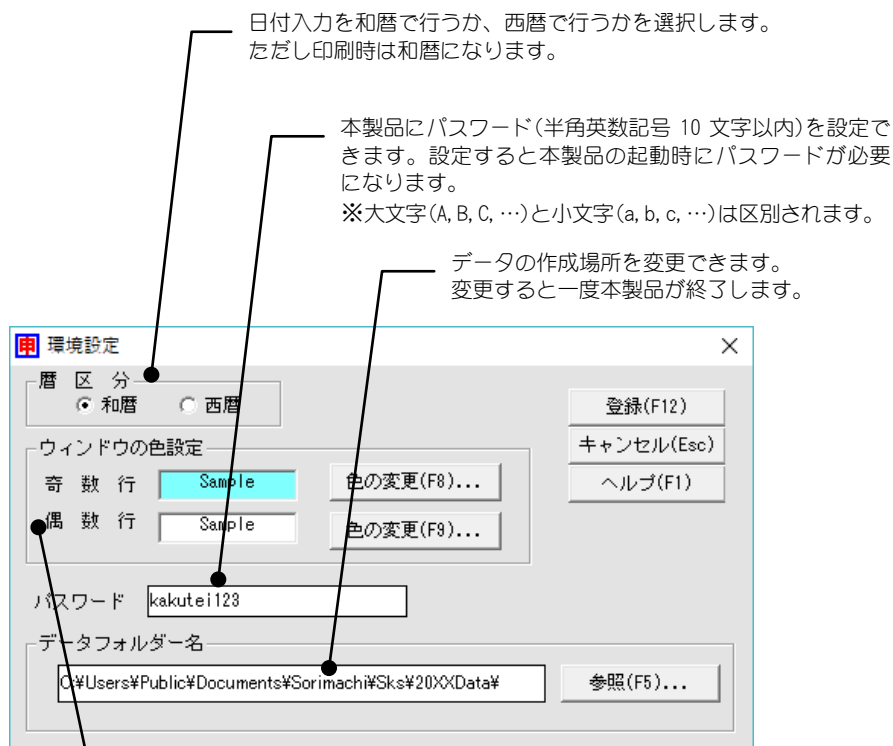 日付入力を和暦で行うか、西暦で行うかを選択します。
ただし印刷時は和暦になります。
本製品にパスワード(半角英数記号 10 文字以内)を設定で
きます。設定すると本製品の起動時にパスワードが必要
になります。
※大文字(A,B,C,…)と小文字(a,b,c,…)は区別されます。
データの作成場所を変更できます。
変更すると一度本製品が終了します。
申 環境設定
暦 区 分
和暦 西暦
登録(F12)
キャンセル(Esc)
ヘルプ(F1)
ウィンドウの色設定
奇 数 行 Sample 色の変更(F8)...
偶 数 行 Sample 色の変更(F9)...
パスワード kakutei123
データフォルダー名
C:¥Users¥Public¥Documents¥Sorimachi¥Sks¥20XXData¥ 参照(F5)...